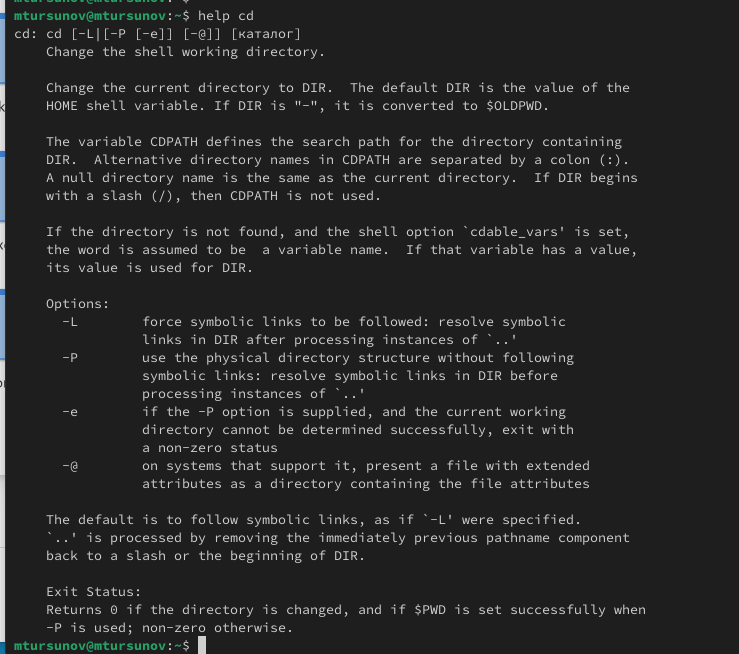 mtursunov@mtursunov:~$ help cd
cd: cd [-L|[-P [-e]] [-@]] [каталог]
    Change the shell working directory.

    Change the current directory to DIR.  The default DIR is the value of the
    HOME shell variable. If DIR is "-", it is converted to $OLDPWD.

    The variable CDPATH defines the search path for the directory containing
    DIR.  Alternative directory names in CDPATH are separated by a colon (:).
    A null directory name is the same as the current directory.  If DIR begins
    with a slash (/), then CDPATH is not used.

    If the directory is not found, and the shell option `cdable_vars' is set,
    the word is assumed to be  a variable name.  If that variable has a value,
    its value is used for DIR.

    Options:
      -L        force symbolic links to be followed: resolve symbolic
                links in DIR after processing instances of `..'
      -P        use the physical directory structure without following
                symbolic links: resolve symbolic links in DIR before
                processing instances of `..'
      -e        if the -P option is supplied, and the current working
                directory cannot be determined successfully, exit with
                a non-zero status
      -@        on systems that support it, present a file with extended
                attributes as a directory containing the file attributes

    The default is to follow symbolic links, as if `-L' were specified.
    `..' is processed by removing the immediately previous pathname component
    back to a slash or the beginning of DIR.

    Exit Status:
    Returns 0 if the directory is changed, and if $PWD is set successfully when
    -P is used; non-zero otherwise.
mtursunov@mtursunov:~$